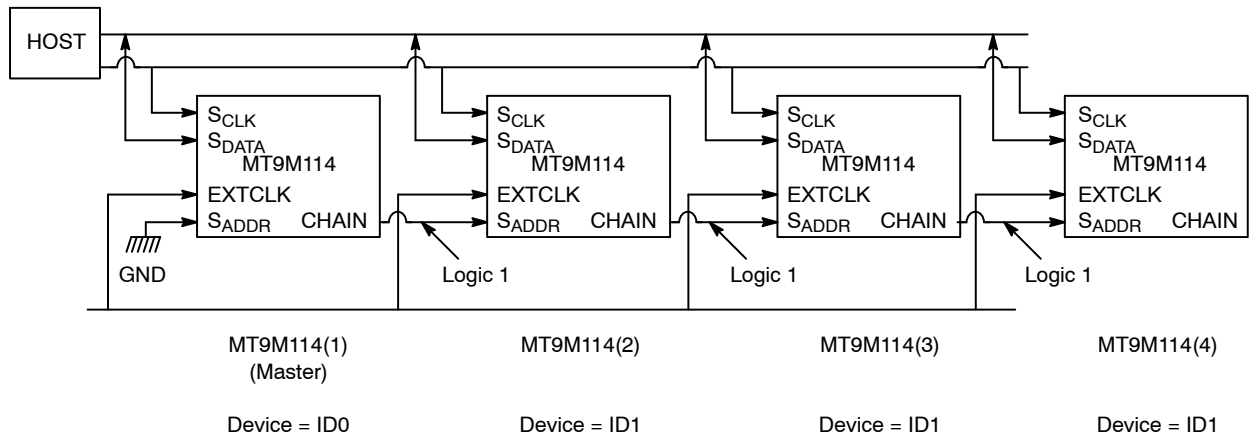 HOST
SCLK
SDATA
MT9M114
EXTCLK
SADDR CHAIN
GND
Logic 1
SCLK
SDATA
MT9M114
EXTCLK
SADDR CHAIN
Logic 1
SCLK
SDATA
MT9M114
EXTCLK
SADDR CHAIN
Logic 1
SCLK
SDATA
MT9M114
EXTCLK
SADDR CHAIN
MT9M114(1)
(Master)
MT9M114(2)
MT9M114(3)
MT9M114(4)
Device = ID0
Device = ID1
Device = ID1
Device = ID1